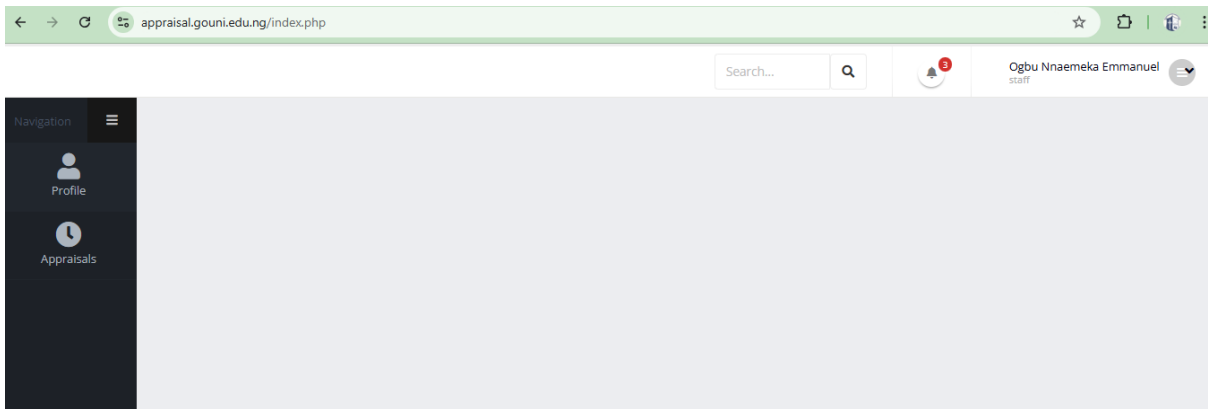 appraisal.gouni.edu.ng/index.php
Search...
3
Ogbu Nnaemeka Emmanuel
staff
Navigation
Profile
Appraisals